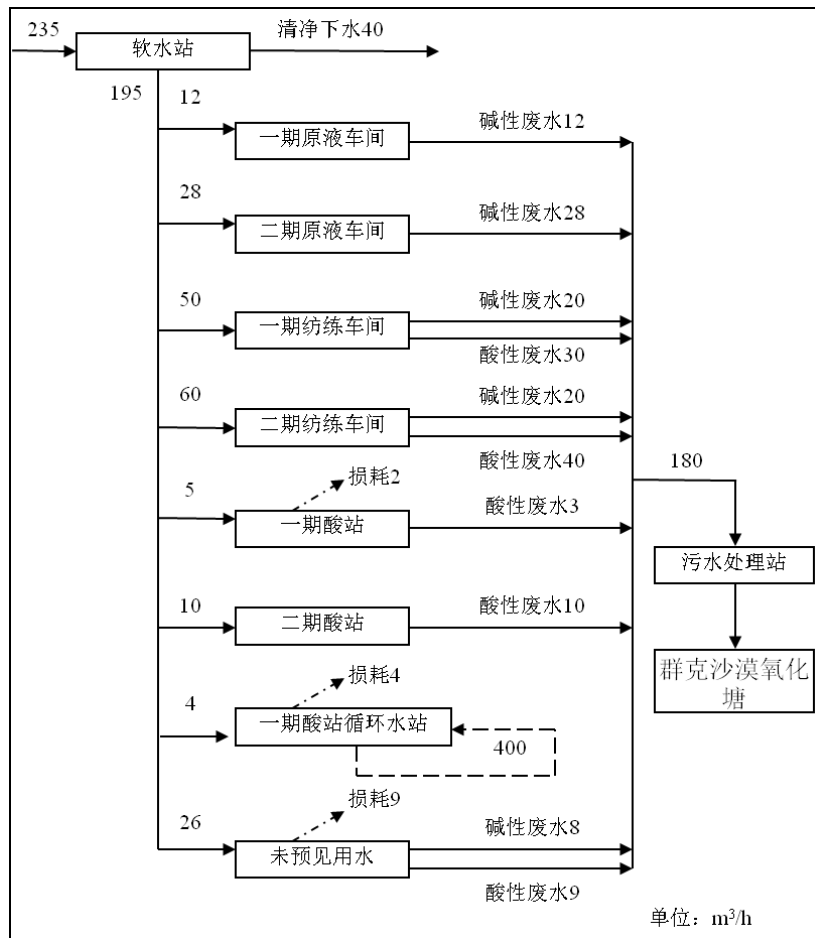 235
软水站
清净下水40
195
12
一期原液车间
碱性废水12
28
二期原液车间
碱性废水28
50
一期纺练车间
碱性废水20
酸性废水30
60
二期纺练车间
碱性废水20
酸性废水40
180
损耗2
5
一期酸站
酸性废水3
污水处理站
10
二期酸站
酸性废水10
群克沙漠氧化
塘
损耗4
4
一期酸站循环水站
400
损耗9
26
未预见用水
碱性废水8
酸性废水9
单位：m³/h